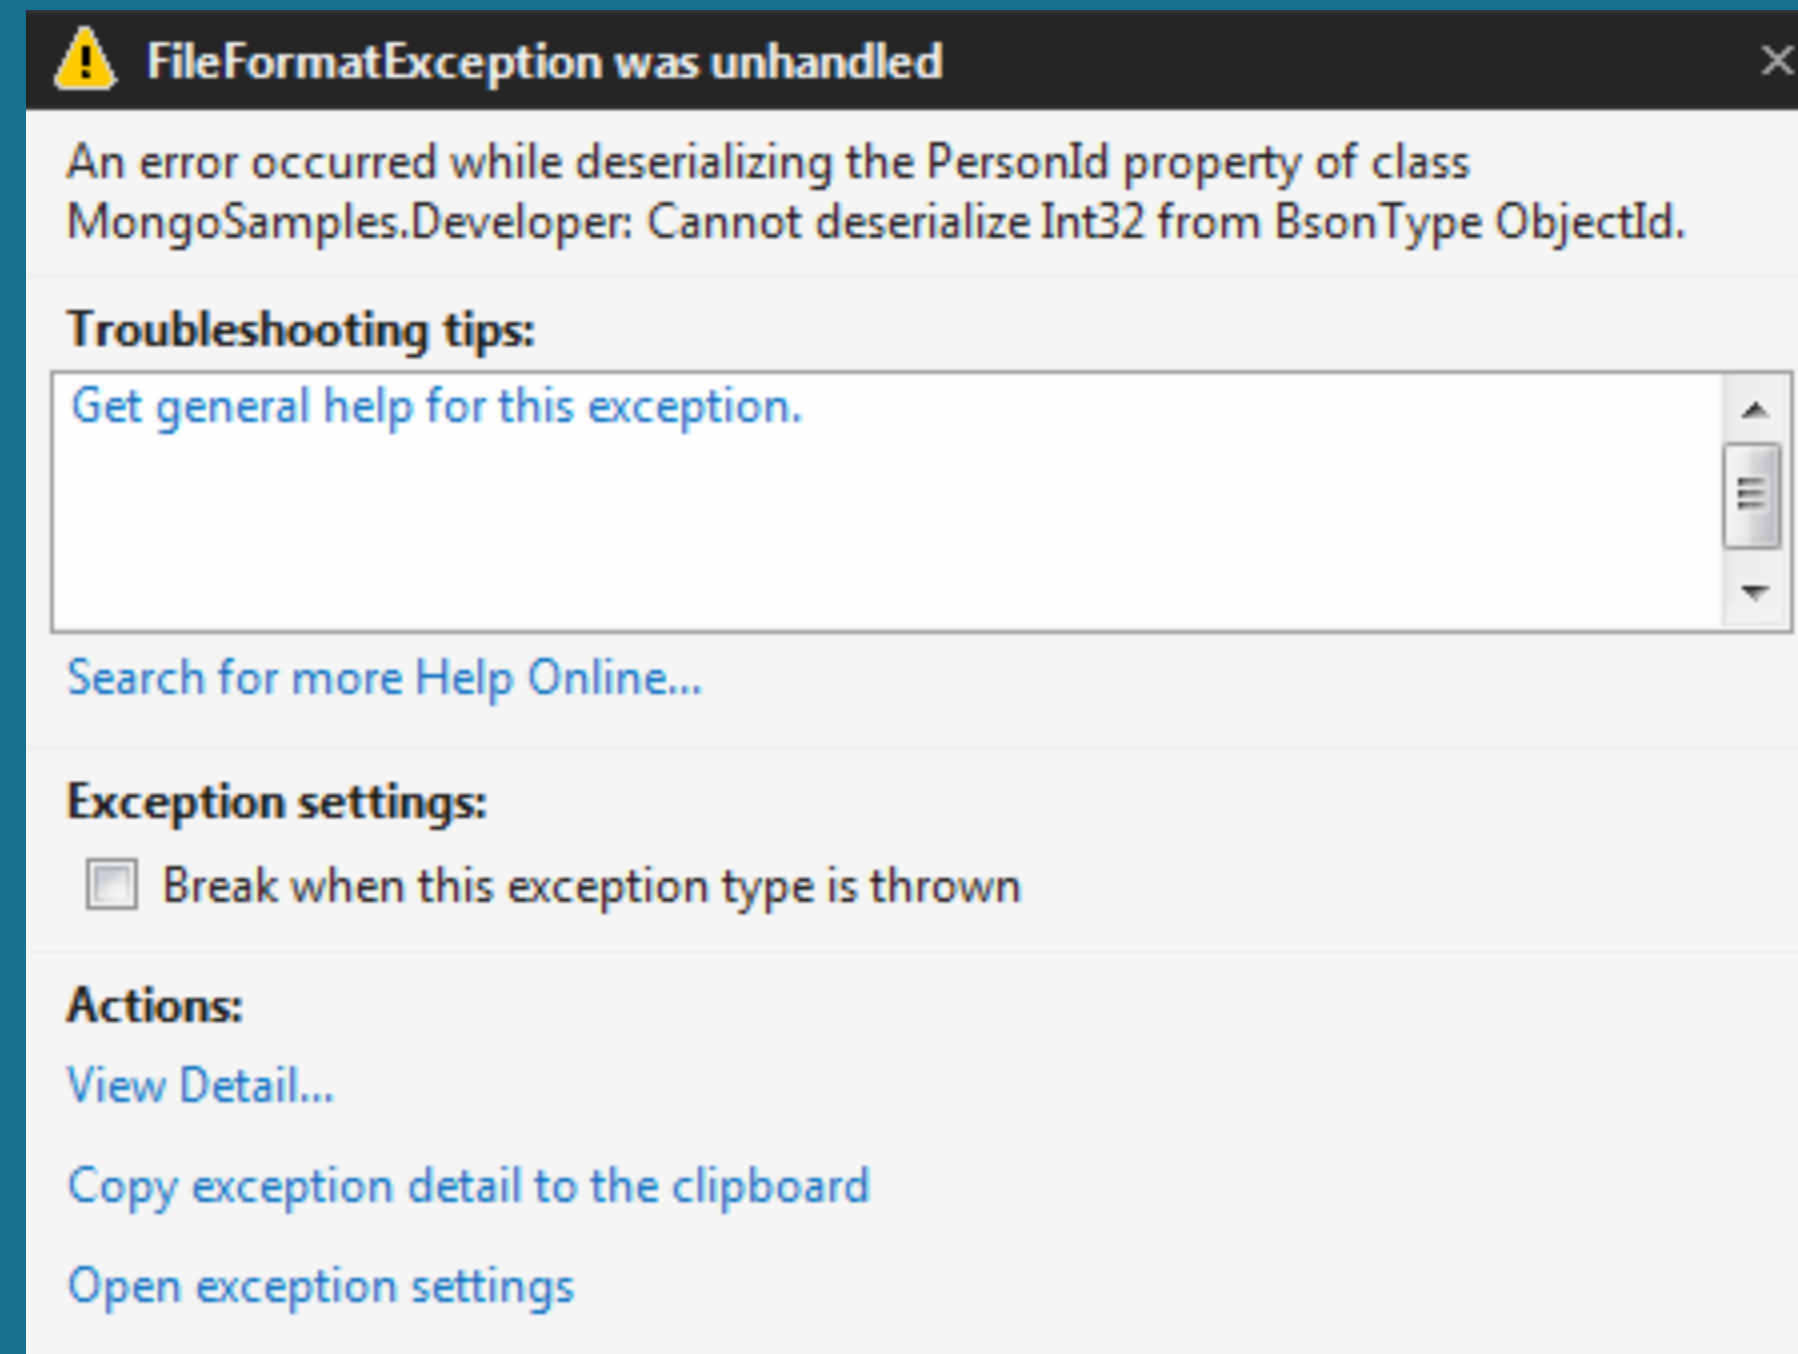 FileFormatException was unhandled
An error occurred while deserializing the PersonId property of class
MongoSamples.Developer: Cannot deserialize Int32 from BsonType ObjectId.
Troubleshooting tips:
Get general help for this exception.
Search for more Help Online...
Exception settings:
Break when this exception type is thrown
Actions:
View Detail...
Copy exception detail to the clipboard
Open exception settings